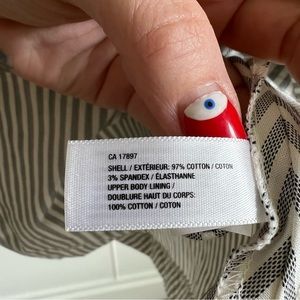 CA 17897
SHELL / EXTÉRIEUR: 97% COTTON / COTON
3% SPANDEX / ÉLASTHANNE
UPPER BODY LINING /
DOUBLURE HAUT DU CORPS:
100% COTTON / COTON